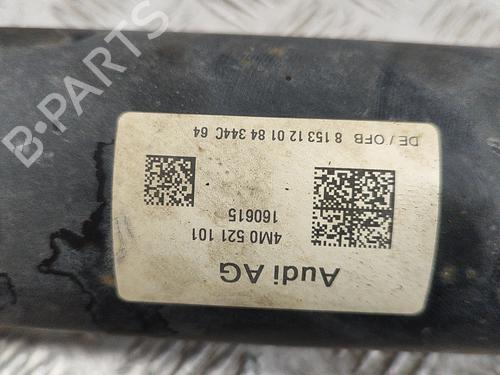 Audi AG
4M0 521 101
160615
DE / OFB 8 153 12 01 84 344C 64
B-PARTS